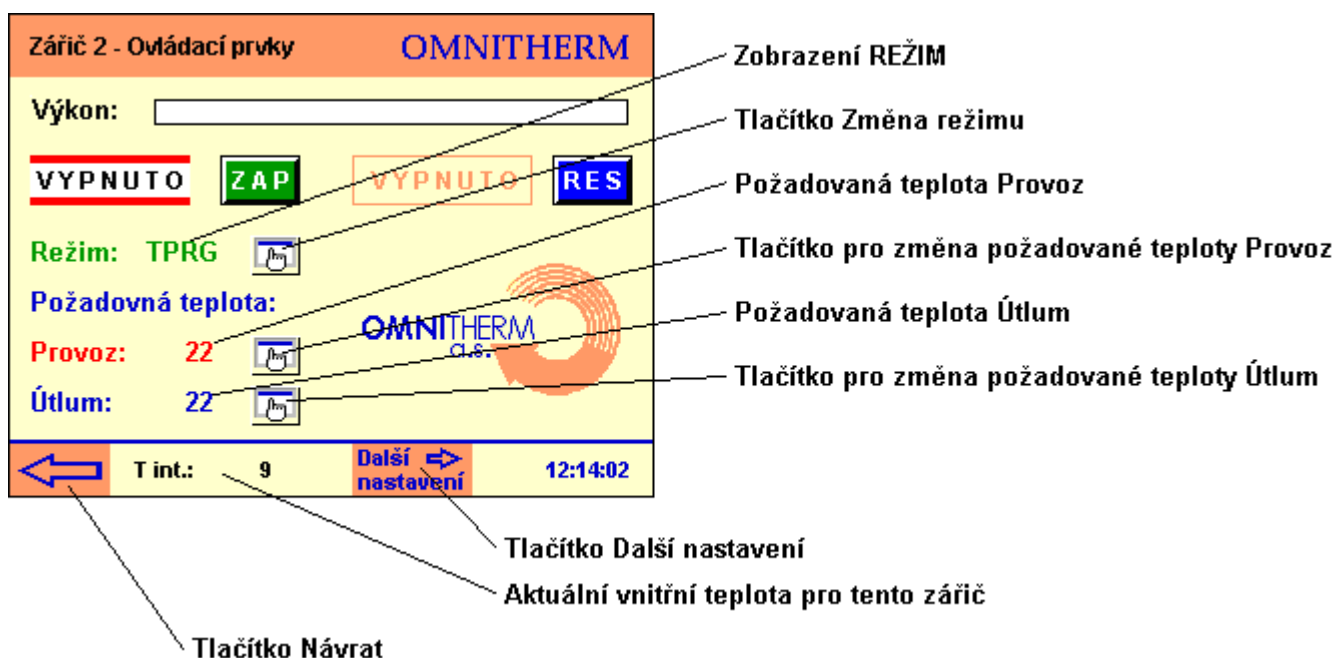 Zářič 2 - Ovládací prvky OMNITHERM
Zobrazení REŽIM
Výkon:
Tlačítko Změna režimu
VYPNUTO ZAP VYPNUTO RES
Požadovaná teplota Provoz
Režim: TPRG
Tlačítko pro změna požadované teploty Provoz
Požadovná teplota:
Požadovaná teplota Útlum
OMNITHERM
a.s.
Provoz: 22
Tlačítko pro změna požadované teploty Útlum
Útlum: 22
T int.: 9
Další
nastavení
12:14:02
Tlačítko Další nastavení
Aktuální vnitřní teplota pro tento zářič
Tlačítko Návrat